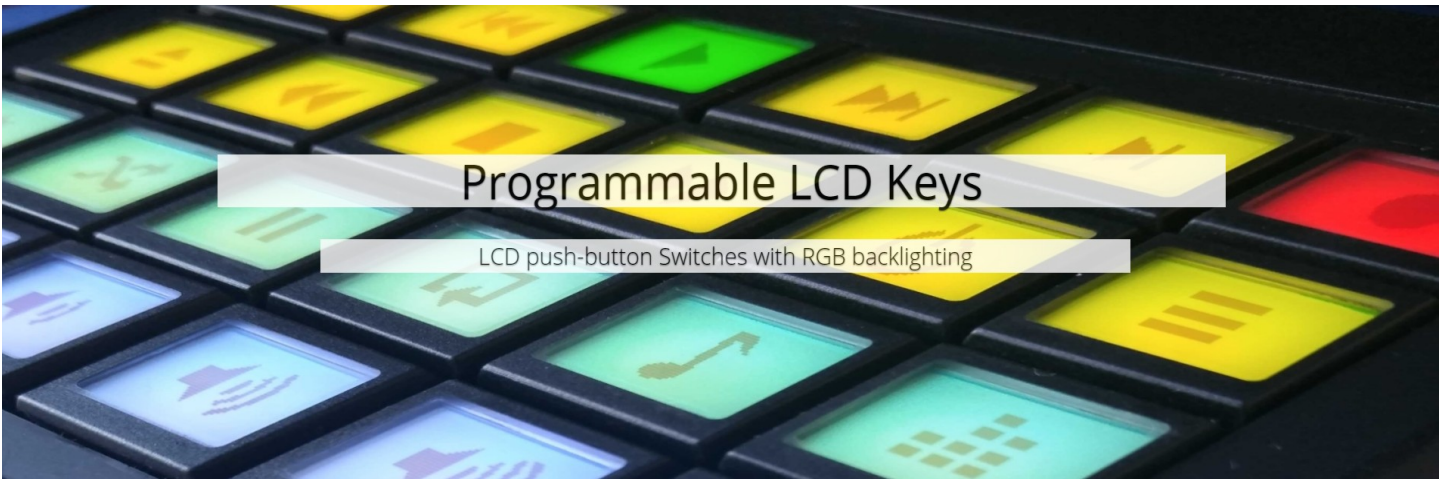 Programmable LCD Keys
LCD push-button Switches with RGB backlighting